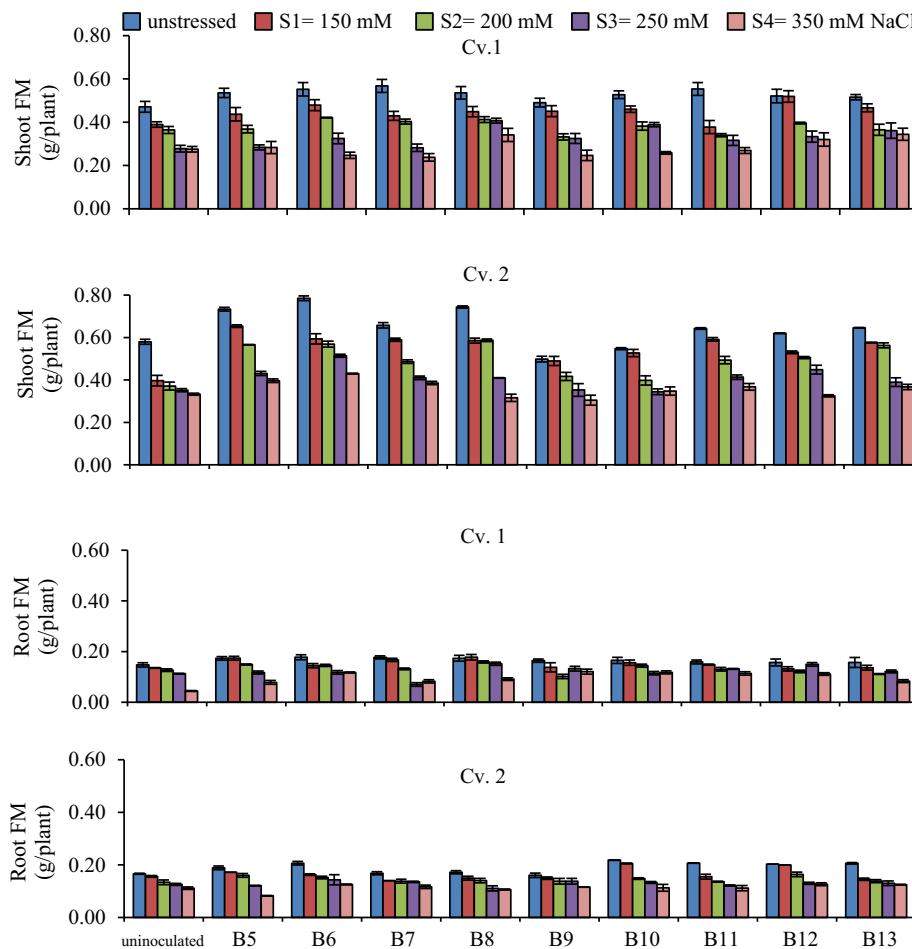 unstressed S1= 150 mM S2= 200 mM S3= 250 mM S4= 350 mM NaCl
Cv.1
Shoot FM
(g/plant)
0.80
0.60
0.40
0.20
0.00
Cv. 2
Shoot FM
(g/plant)
0.80
0.60
0.40
0.20
0.00
Cv. 1
Root FM
(g/plant)
0.60
0.40
0.20
0.00
Cv. 2
Root FM
(g/plant)
0.60
0.40
0.20
0.00
uninoculated B5 B6 B7 B8 B9 B10 B11 B12 B13